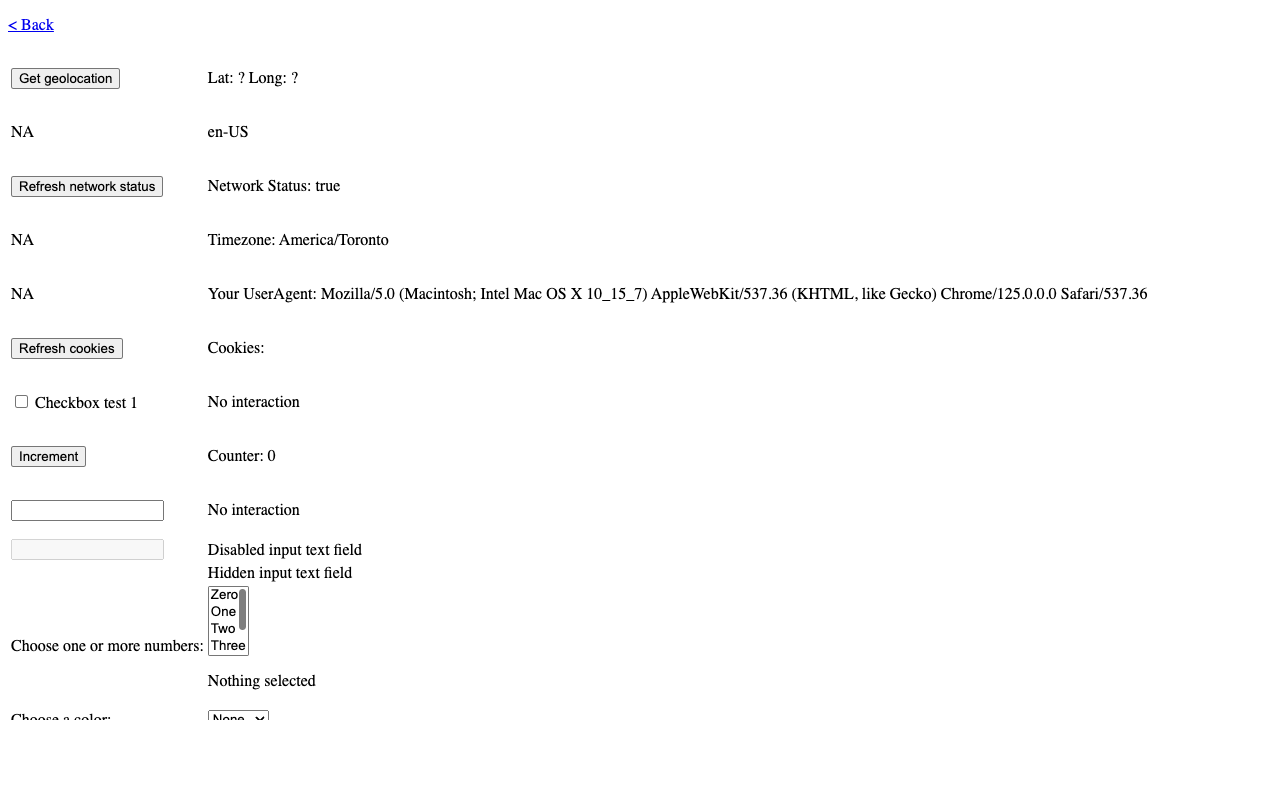 < Back
Get geolocation Lat: ? Long: ?
NA en-US
Refresh network status Network Status: true
NA Timezone: America/Toronto
NA Your UserAgent: Mozilla/5.0 (Macintosh; Intel Mac OS X 10_15_7) AppleWebKit/537.36 (KHTML, like Gecko) Chrome/125.0.0.0 Safari/537.36
Refresh cookies Cookies:
Checkbox test 1 No interaction
Increment Counter: 0
No interaction
Disabled input text field
Hidden input text field
Zero
One
Two
Choose one or more numbers: Three
Nothing selected
Choose a color: None